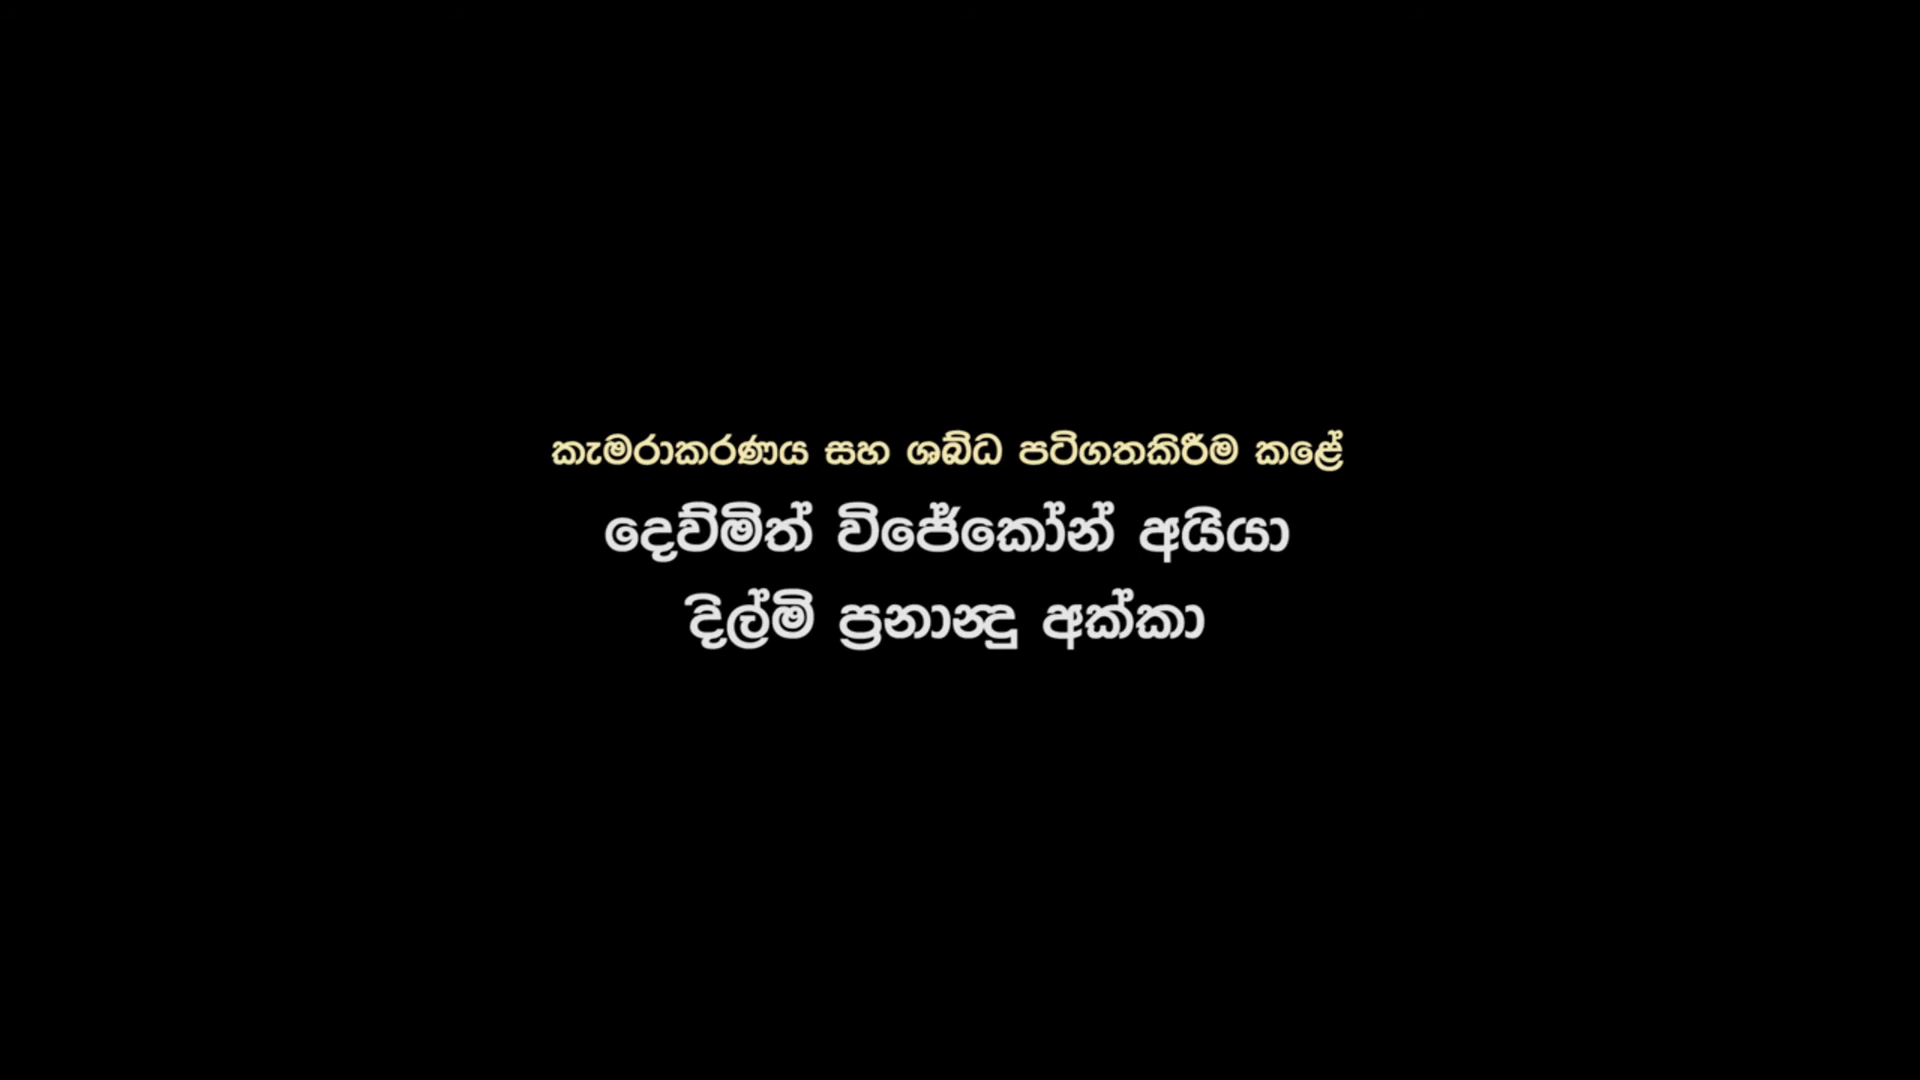 කැමරාකරණය සහ ශබ්ධ පටිගතකිරීම කළේ
දෙව්මිත් විජේකෝන් අයියා
දිල්මි ප්‍රනාන්දු අක්කා